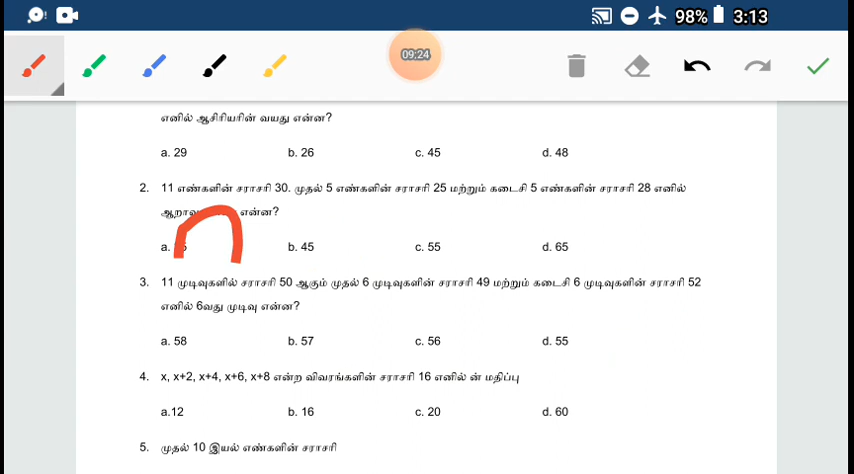 98% 3:13
09:24
எனில் ஆசிரியரின் வயது என்ன?
a. 29 b. 26 c. 45 d. 48
2. 11 எண்களின் சராசரி 30. முதல் 5 எண்களின் சராசரி 25 மற்றும் கடைசி 5 எண்களின் சராசரி 28 எனில்
என்ன?
a. b. 45 c. 55 d. 65
3. 11 முடிவுகளில் சராசரி 50 ஆகும் முதல் 6 முடிவுகளின் சராசரி 49 மற்றும் கடைசி 6 முடிவுகளின் சராசரி 52
எனில் 6வது முடிவு என்ன?
a. 58 b. 57 c. 56 d. 55
4. x, x+2, x+4, x+6, x+8 என்ற விவரங்களின் சராசரி 16 எனில் ன் மதிப்பு
a.12 b. 16 c. 20 d. 60
5. முதல் 10 இயல் எண்களின் சராசரி